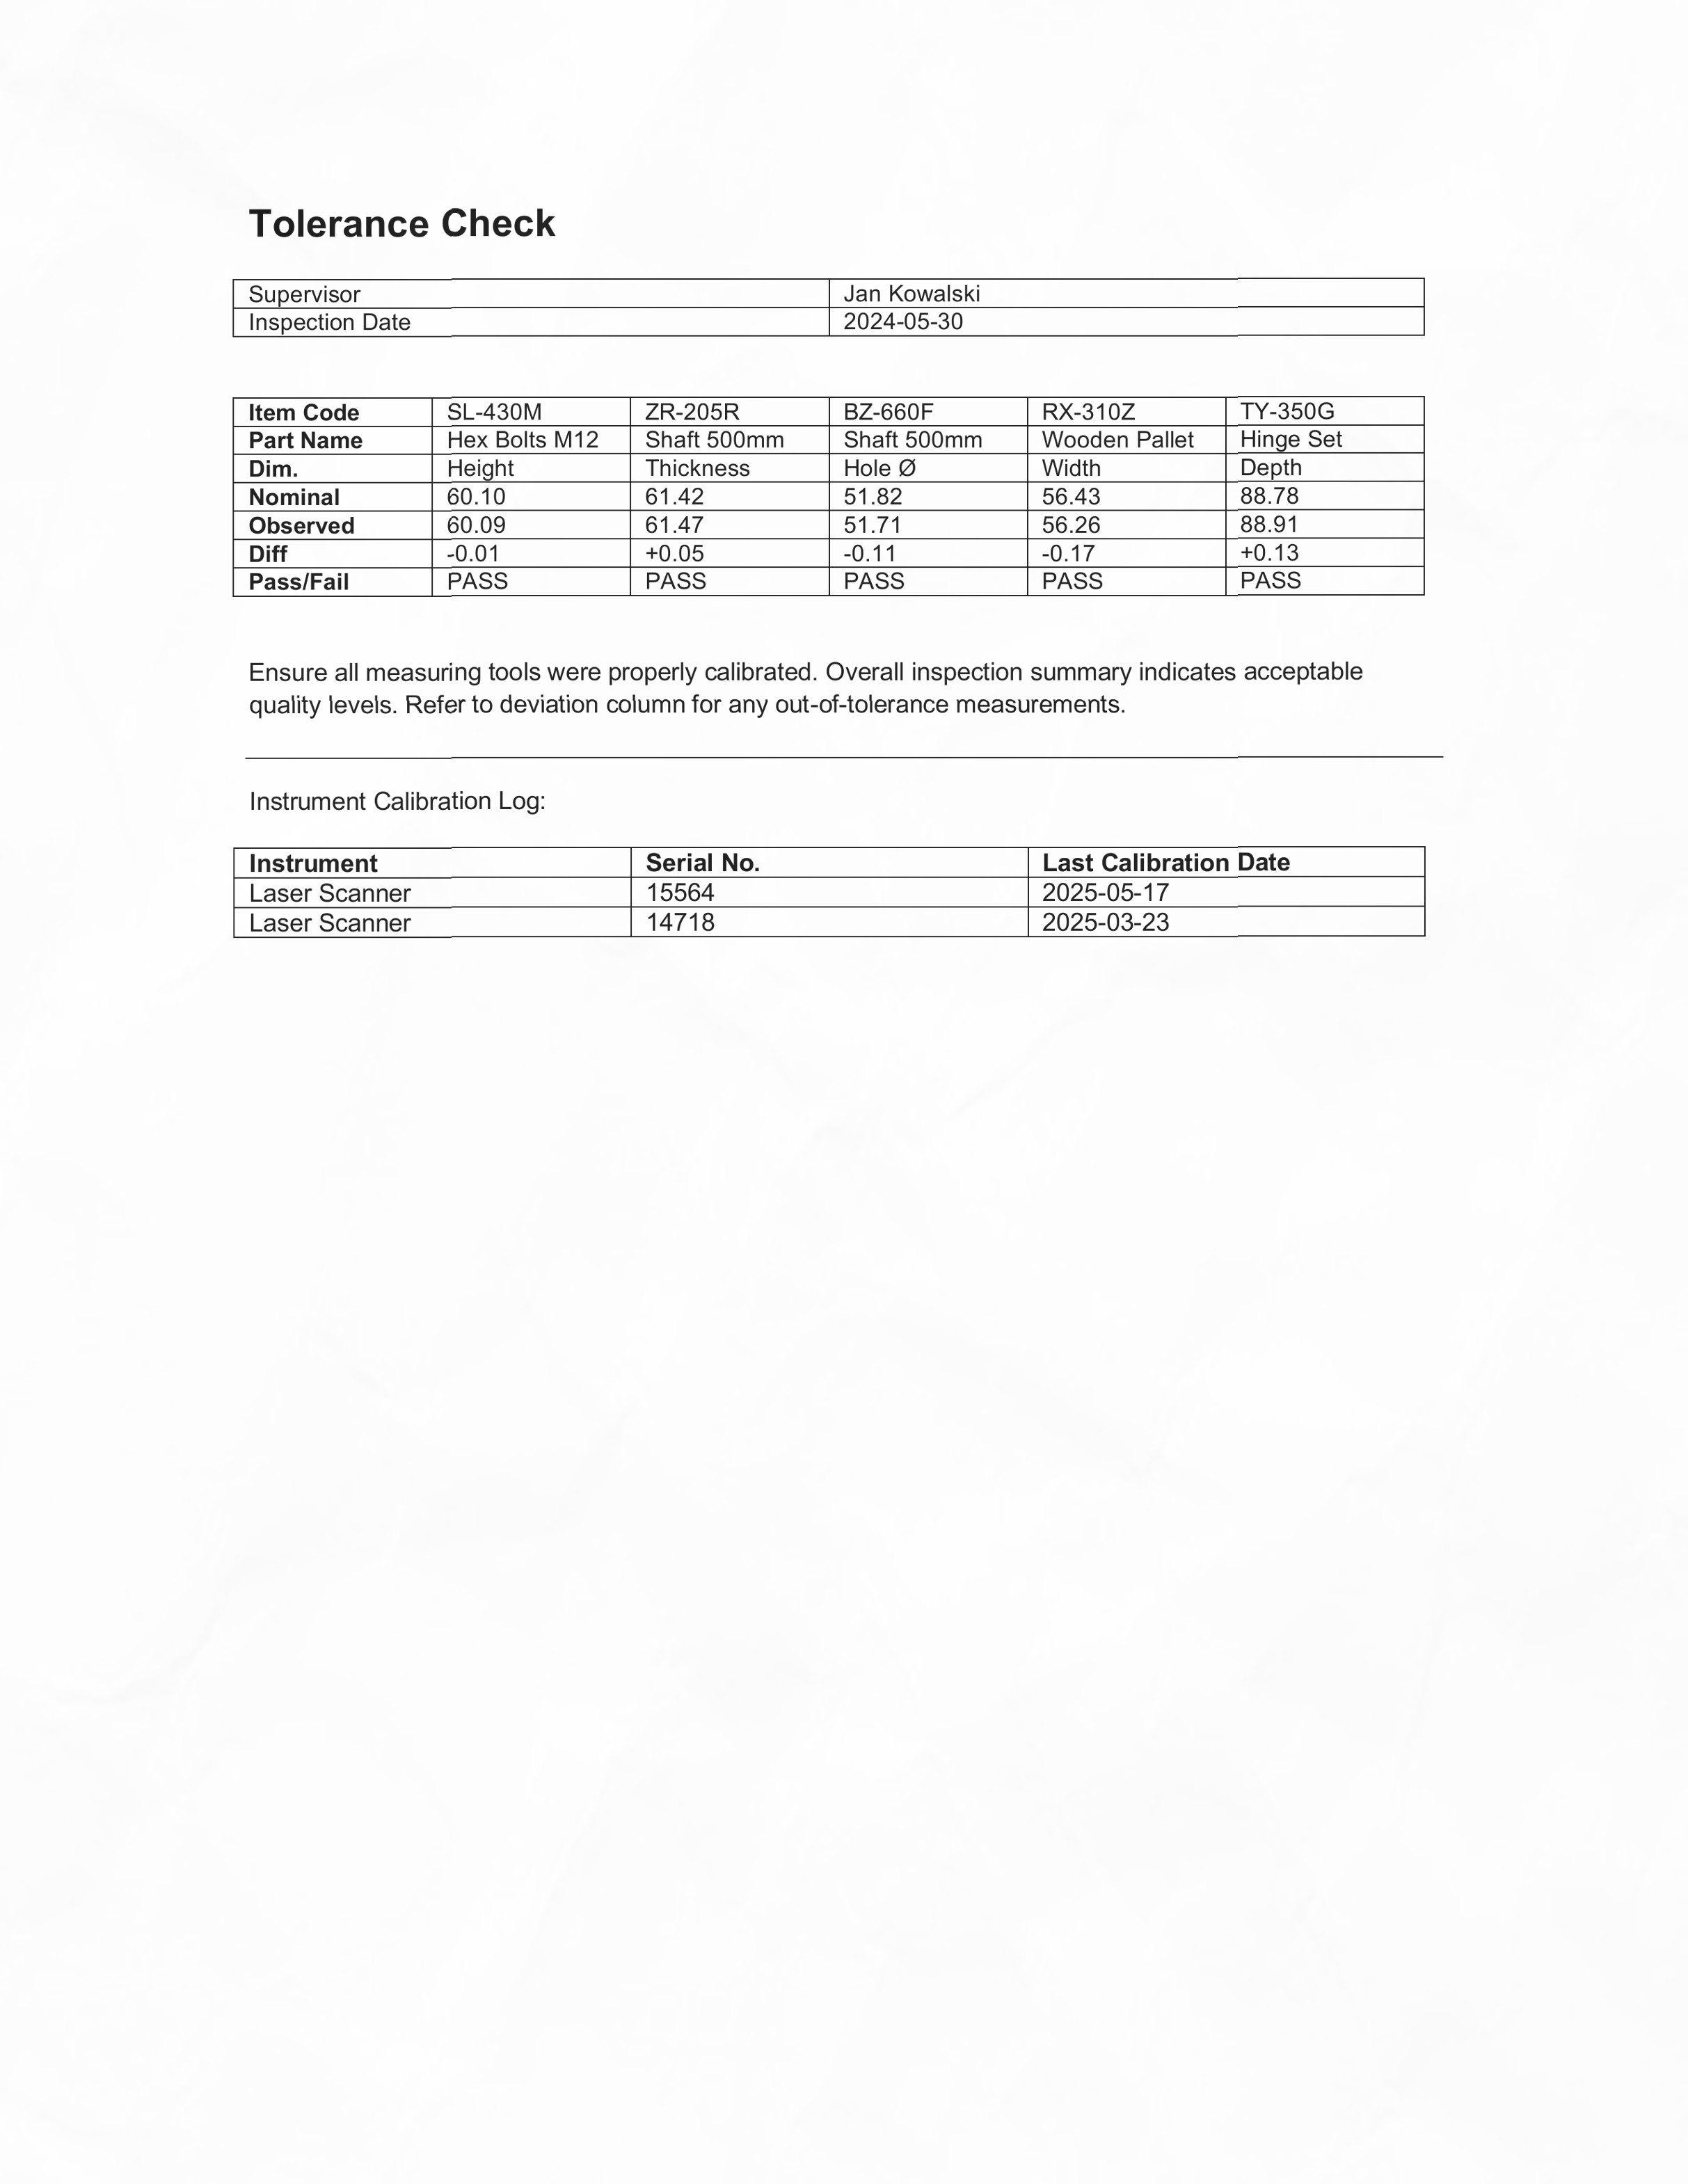 Tolerance Check
Supervisor Jan Kowalski
Inspection Date 2024-05-30
Item Code SL-430M ZR-205R BZ-660F RX-310Z TY-350G
Part Name Hex Bolts M12 Shaft 500mm Shaft 500mm Wooden Pallet Hinge Set
Dim. Height Thickness Hole Ø Width Depth
Nominal 60.10 61.42 51.82 56.43 88.78
Observed 60.09 61.47 51.71 56.26 88.91
Diff -0.01 +0.05 -0.11 -0.17 +0.13
Pass/Fail PASS PASS PASS PASS PASS
Ensure all measuring tools were properly calibrated. Overall inspection summary indicates acceptable
quality levels. Refer to deviation column for any out-of-tolerance measurements.
Instrument Calibration Log:
Instrument Serial No. Last Calibration Date
Laser Scanner 15564 2025-05-17
Laser Scanner 14718 2025-03-23